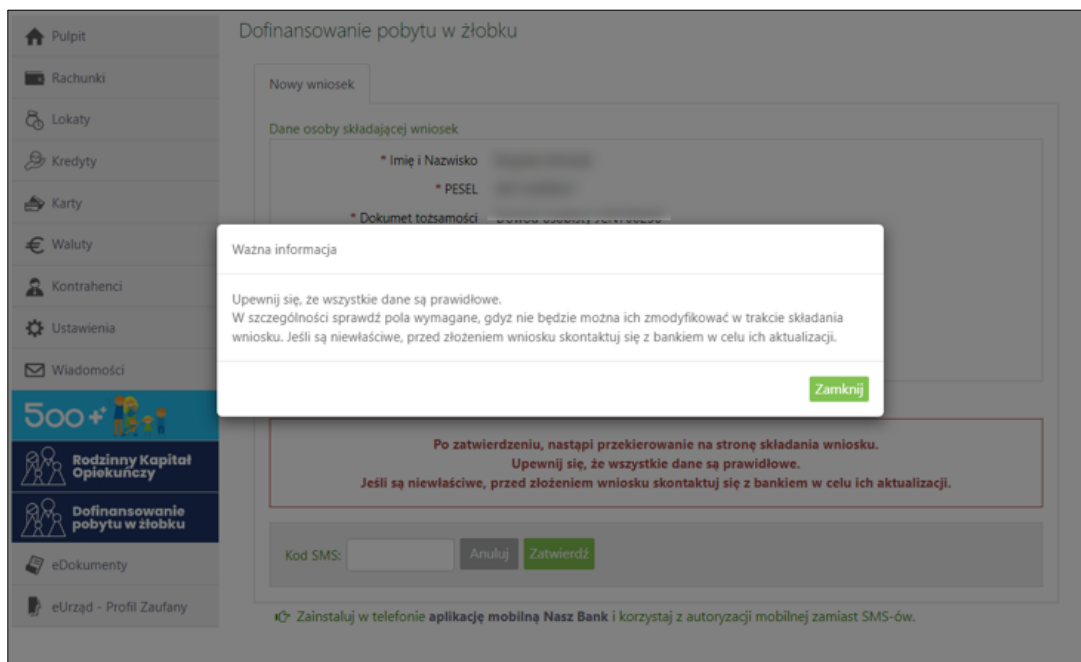 Pulpit
Rachunki
Lokaty
Kredyty
Karty
Waluty
Kontrahenci
Ustawienia
Wiadomości
500+
Rodzinny Kapitał
Opiekuńczy
Dofinansowanie
pobytu w żłobku
eDokumenty
eUrząd - Profil Zaufany
Dofinansowanie pobytu w żłobku
Nowy wniosek
Dane osoby składającej wniosek
* Imię i Nazwisko
* PESEL
* Dokumet tożsamości
Ważna informacja
Upewnij się, że wszystkie dane są prawidłowe.
W szczególności sprawdź pola wymagane, gdyż nie będzie można ich zmodyfikować w trakcie składania
wniosku. Jeśli są niewłaściwe, przed złożeniem wniosku skontaktuj się z bankiem w celu ich aktualizacji.
Zamknij
Po zatwierdzeniu, nastąpi przekierowanie na stronę składania wniosku.
Upewnij się, że wszystkie dane są prawidłowe.
Jeśli są niewłaściwe, przed złożeniem wniosku skontaktuj się z bankiem w celu ich aktualizacji.
Kod SMS: Anuluj Zatwierdź
Zainstaluj w telefonie aplikację mobilną Nasz Bank i korzystaj z autoryzacji mobilnej zamiast SMS-ów.